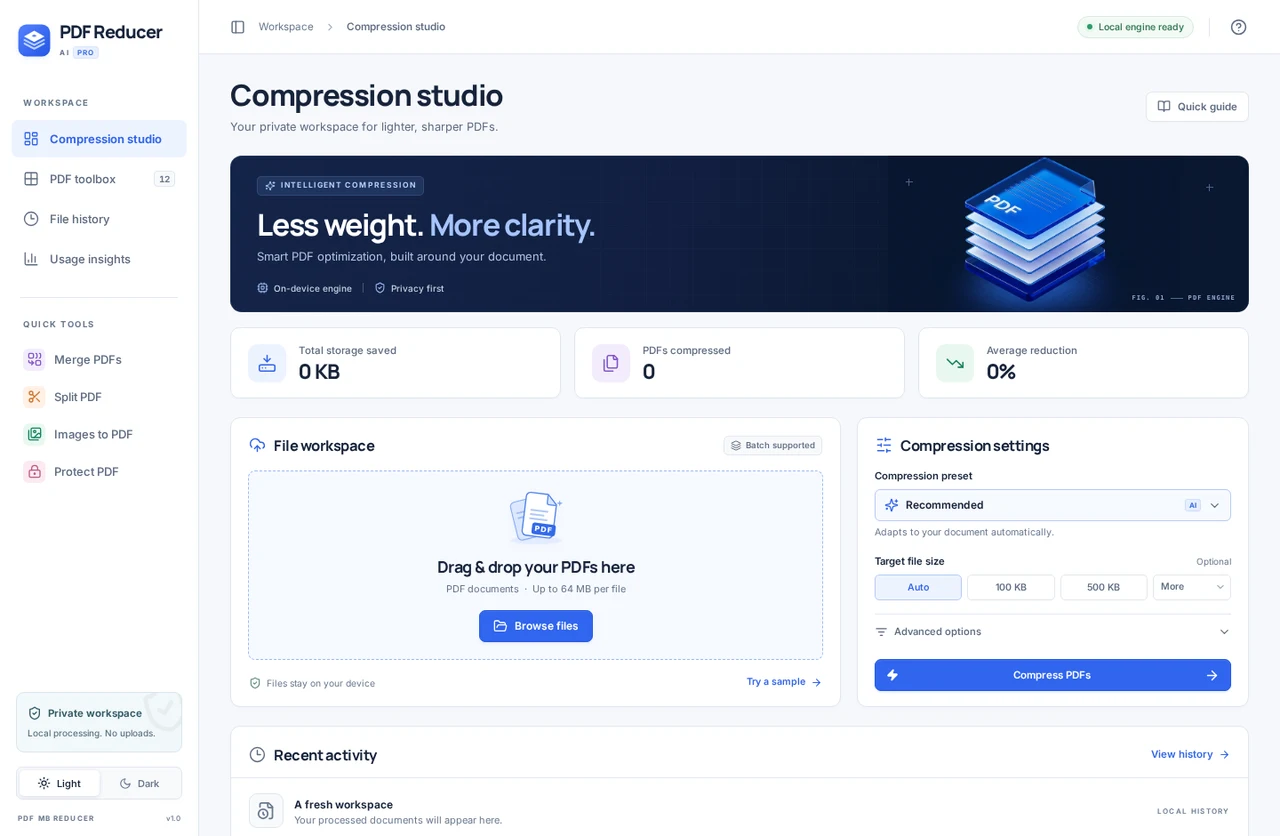 PDF Reducer
AI PRO
WORKSPACE
Compression studio
PDF toolbox 12
File history
Usage insights
QUICK TOOLS
Merge PDFs
Split PDF
Images to PDF
Protect PDF
Private workspace
Local processing. No uploads.
Light Dark
PDF MB REDUCER v1.0
Workspace > Compression studio
Local engine ready
Compression studio
Your private workspace for lighter, sharper PDFs.
Quick guide
INTELLIGENT COMPRESSION
Less weight. More clarity.
Smart PDF optimization, built around your document.
On-device engine | Privacy first
PDF
FIG. 01 — PDF ENGINE
Total storage saved
0 KB
PDFs compressed
0
Average reduction
0%
File workspace
Batch supported
PDF
Drag & drop your PDFs here
PDF documents · Up to 64 MB per file
Browse files
Files stay on your device
Try a sample →
Compression settings
Compression preset
Recommended AI
Adapts to your document automatically.
Target file size Optional
Auto 100 KB 500 KB More
Advanced options
Compress PDFs →
Recent activity
View history →
A fresh workspace
Your processed documents will appear here.
LOCAL HISTORY